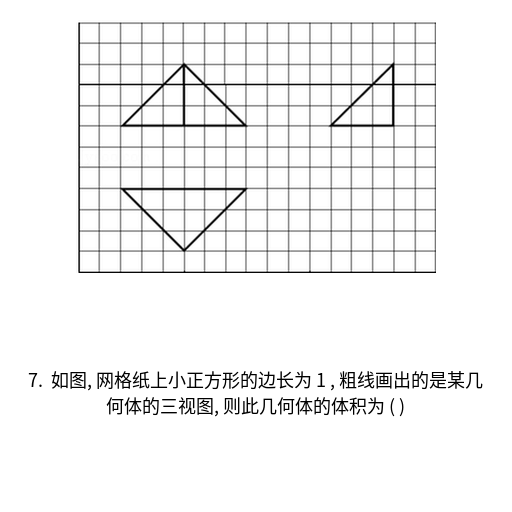 7. 如图, 网格纸上小正方形的边长为 1 , 粗线画出的是某几
何体的三视图, 则此几何体的体积为 ( )